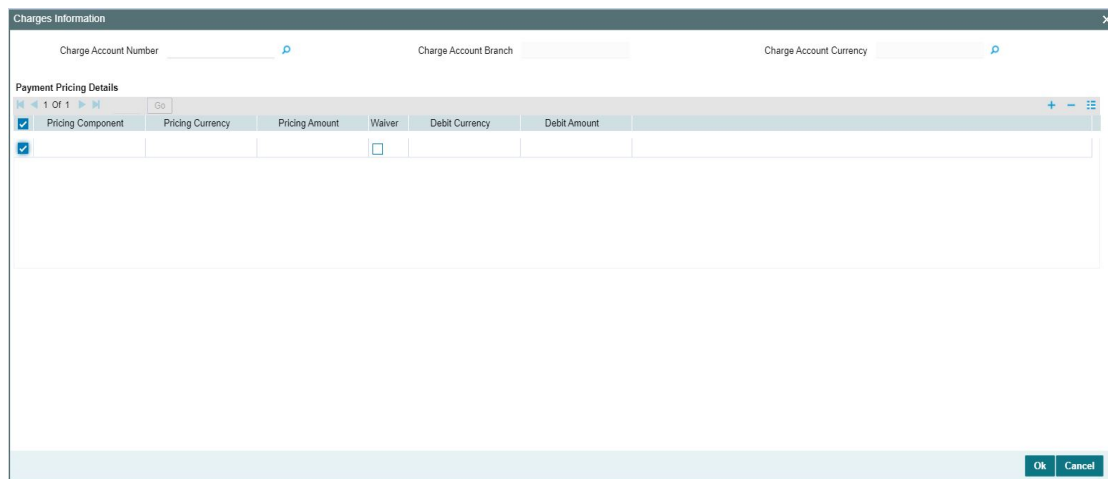 Charges Information
Charge Account Number Charge Account Branch Charge Account Currency
Payment Pricing Details
1 Of 1 Go
Pricing Component Pricing Currency Pricing Amount Waiver Debit Currency Debit Amount
Ok Cancel